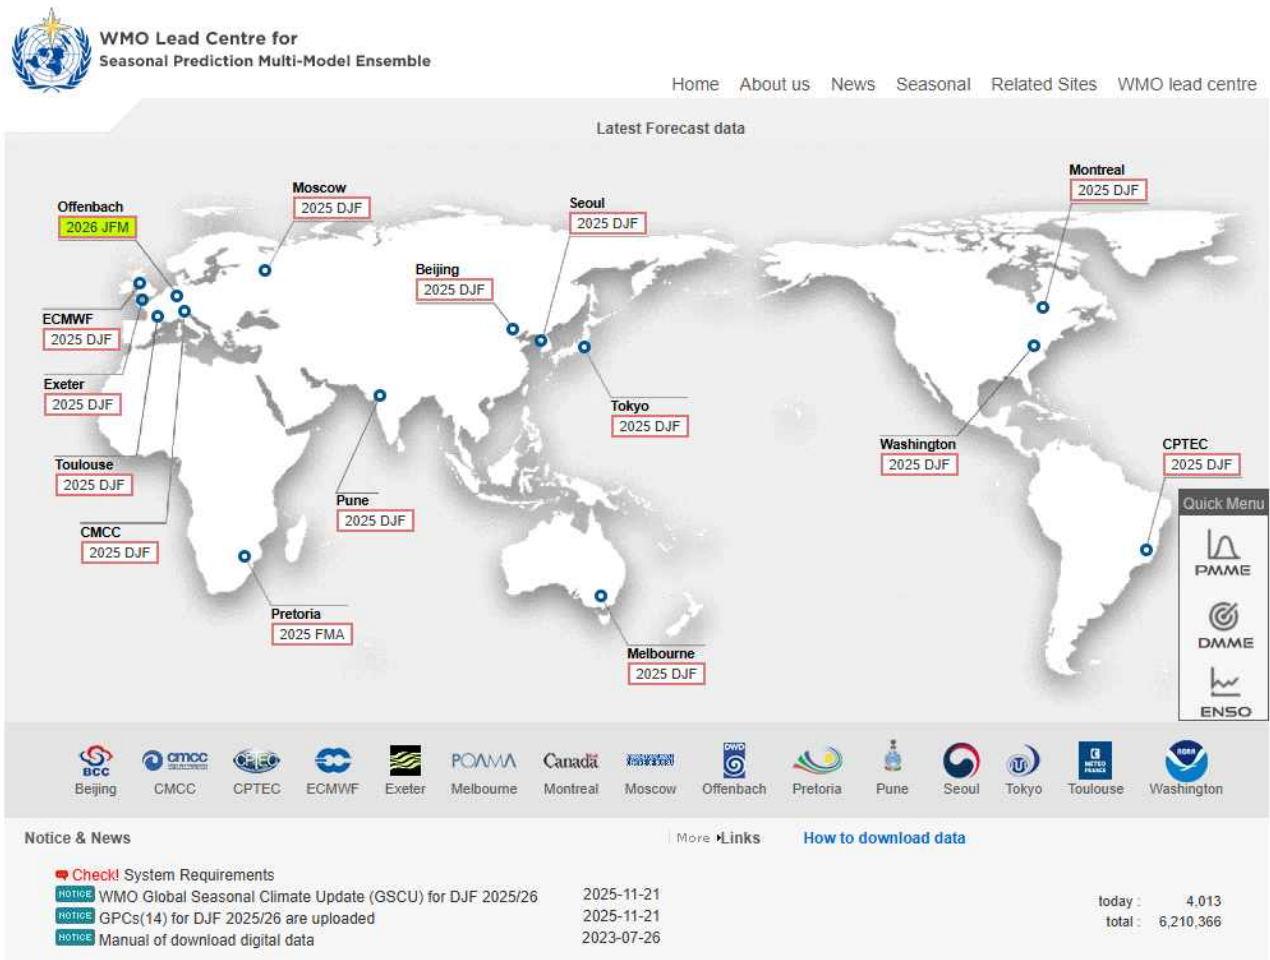 WMO Lead Centre for
Seasonal Prediction Multi-Model Ensemble
Home About us News Seasonal Related Sites WMO lead centre
Latest Forecast data
Offenbach
2026 JFM
Moscow
2025 DJF
Seoul
2025 DJF
Montreal
2025 DJF
Beijing
2025 DJF
ECMWF
2025 DJF
Exeter
2025 DJF
Tokyo
2025 DJF
Toulouse
2025 DJF
Washington
2025 DJF
CPTEC
2025 DJF
Pune
2025 DJF
CMCC
2025 DJF
Pretoria
2025 FMA
Melbourne
2025 DJF
Quick Menu
PMME
DMME
ENSO
BCC
cmcc
CPTEC
POAMA
Canada
DWD
METEO FRANCE
NOAA
Beijing CMCC CPTEC ECMWF Exeter Melbourne Montreal Moscow Offenbach Pretoria Pune Seoul Tokyo Toulouse Washington
Notice & News More Links How to download data
Check! System Requirements
NOTICE WMO Global Seasonal Climate Update (GSCU) for DJF 2025/26 2025-11-21
NOTICE GPCs(14) for DJF 2025/26 are uploaded 2025-11-21
NOTICE Manual of download digital data 2023-07-26
today : 4,013
total : 6,210,366